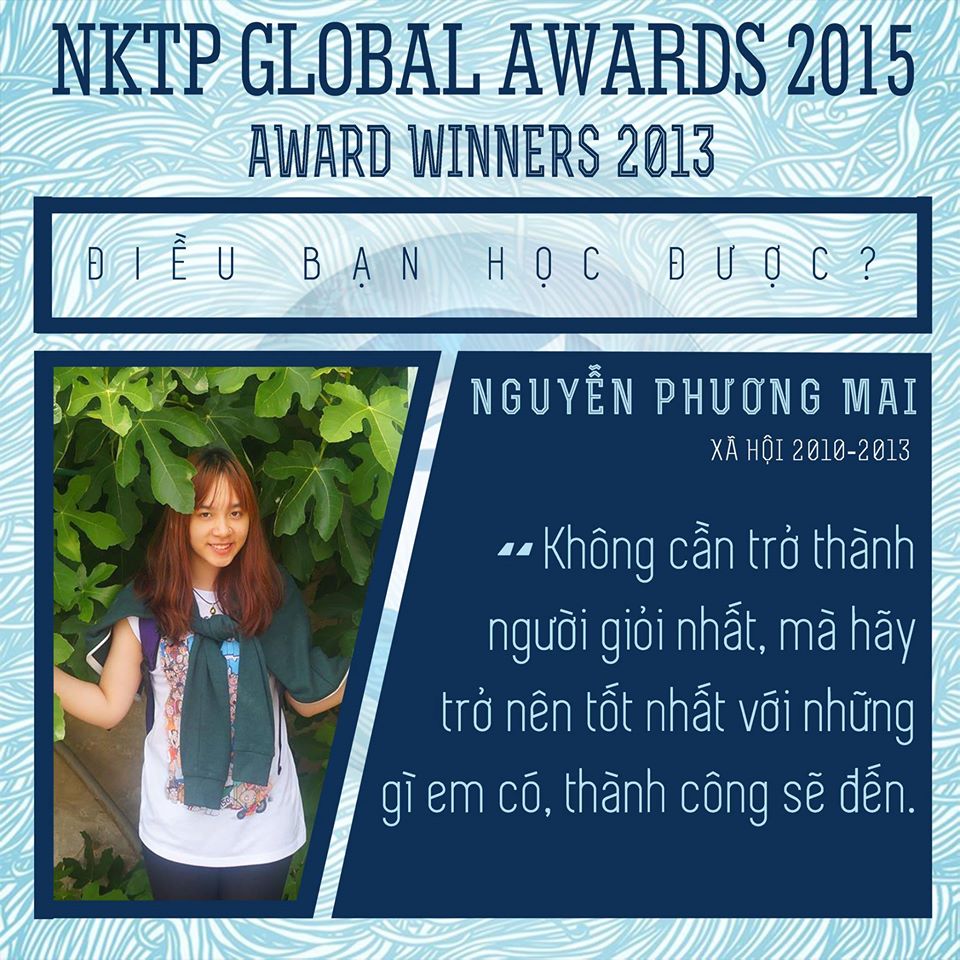 NKTP GLOBAL AWARDS 2015
AWARD WINNERS 2013
ĐIỀU BẠN HỌC ĐƯỢC?
NGUYỄN PHƯƠNG MAI
XÃ HỘI 2010-2013
“Không cần trở thành
người giỏi nhất, mà hãy
trở nên tốt nhất với những
gì em có, thành công sẽ đến.